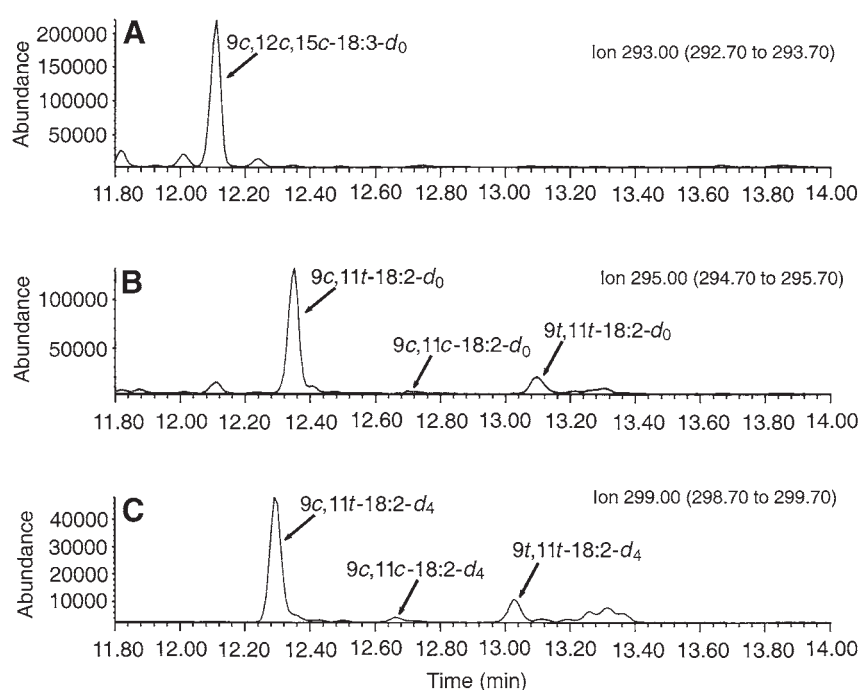 A
9c,12c,15c-18:3-d0
Ion 293.00 (292.70 to 293.70)
Abundance
200000
150000
100000
50000
11.80 12.00 12.20 12.40 12.60 12.80 13.00 13.20 13.40 13.60 13.80 14.00
B
9c,11t-18:2-d0
Ion 295.00 (294.70 to 295.70)
9c,11c-18:2-d0
9t,11t-18:2-d0
Abundance
100000
50000
11.80 12.00 12.20 12.40 12.60 12.80 13.00 13.20 13.40 13.60 13.80 14.00
C
9c,11t-18:2-d4
Ion 299.00 (298.70 to 299.70)
9c,11c-18:2-d4
9t,11t-18:2-d4
Abundance
40000
30000
20000
10000
11.80 12.00 12.20 12.40 12.60 12.80 13.00 13.20 13.40 13.60 13.80 14.00
Time (min)